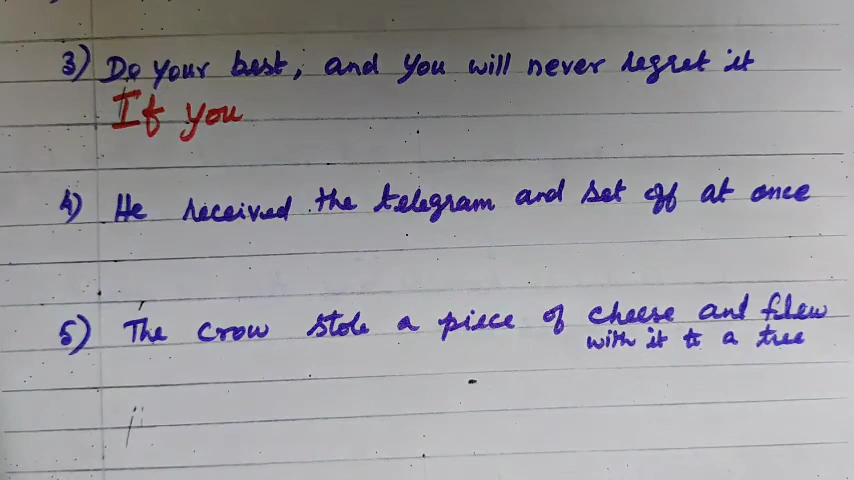 3) Do your best, and you will never regret it
If you
4) He received the telegram and set off at once
5) The crow stole a piece of cheese and flew
with it to a tree